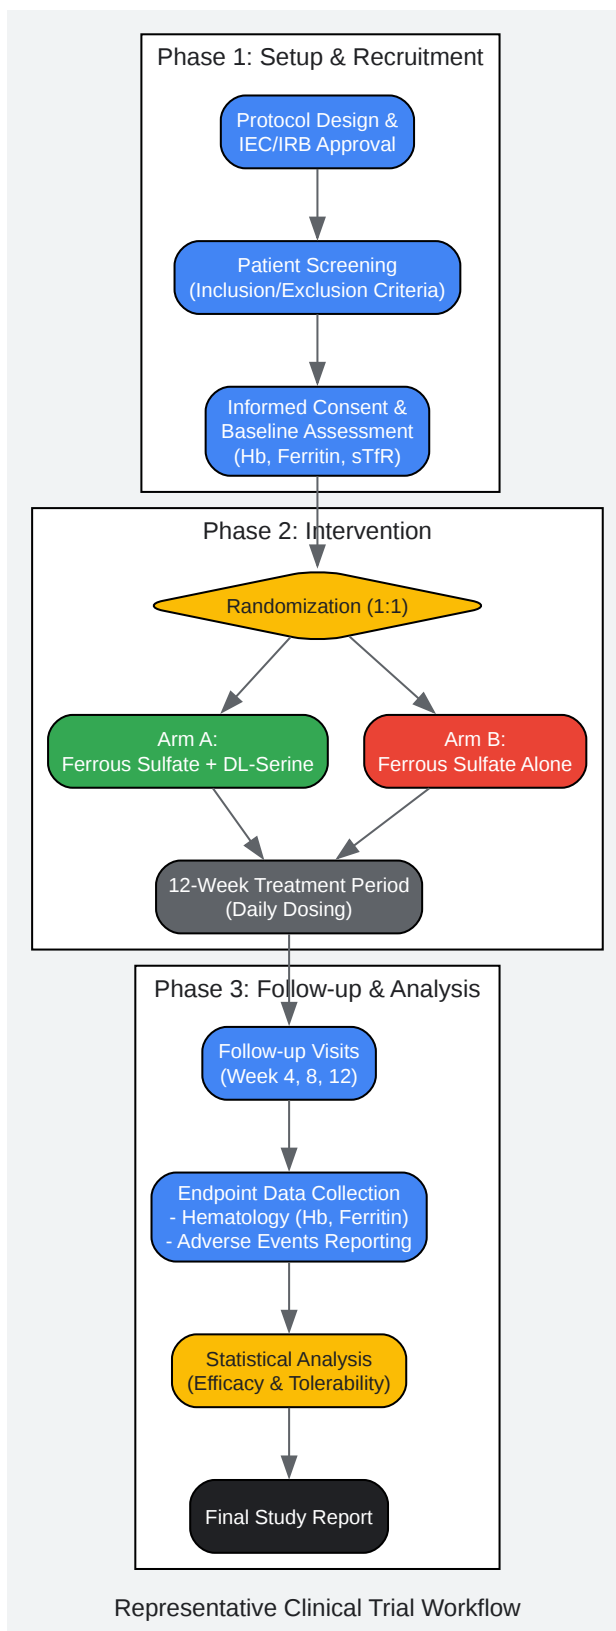 Phase 1: Setup & Recruitment
Protocol Design &
IEC/IRB Approval
Patient Screening
(Inclusion/Exclusion Criteria)
Informed Consent &
Baseline Assessment
(Hb, Ferritin, sTfR)
Phase 2: Intervention
Randomization (1:1)
Arm A:
Ferrous Sulfate + DL-Serine
Arm B:
Ferrous Sulfate Alone
12-Week Treatment Period
(Daily Dosing)
Phase 3: Follow-up & Analysis
Follow-up Visits
(Week 4, 8, 12)
Endpoint Data Collection
- Hematology (Hb, Ferritin)
- Adverse Events Reporting
Statistical Analysis
(Efficacy & Tolerability)
Final Study Report
Representative Clinical Trial Workflow